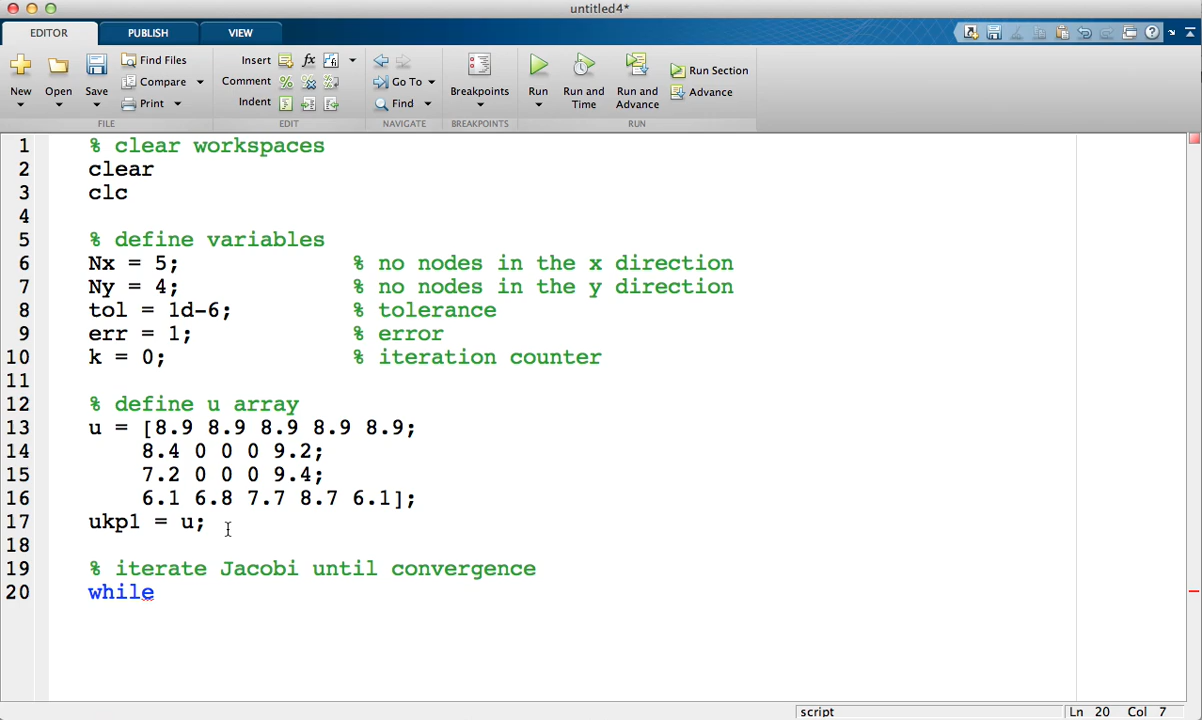 untitled4*
EDITOR PUBLISH VIEW
New Open Save
Find Files
Compare
Print
FILE
Insert
Comment
Indent
EDIT
Go To
Find
NAVIGATE
Breakpoints
BREAKPOINTS
Run
Run and Time
Run and Advance
Run Section
Advance
RUN
1 % clear workspaces
2 clear
3 clc
4
5 % define variables
6 Nx = 5; % no nodes in the x direction
7 Ny = 4; % no nodes in the y direction
8 tol = 1d-6; % tolerance
9 err = 1; % error
10 k = 0; % iteration counter
11
12 % define u array
13 u = [8.9 8.9 8.9 8.9 8.9;
14 8.4 0 0 0 9.2;
15 7.2 0 0 0 9.4;
16 6.1 6.8 7.7 8.7 6.1];
17 ukp1 = u;
18
19 % iterate Jacobi until convergence
20 while
script Ln 20 Col 7